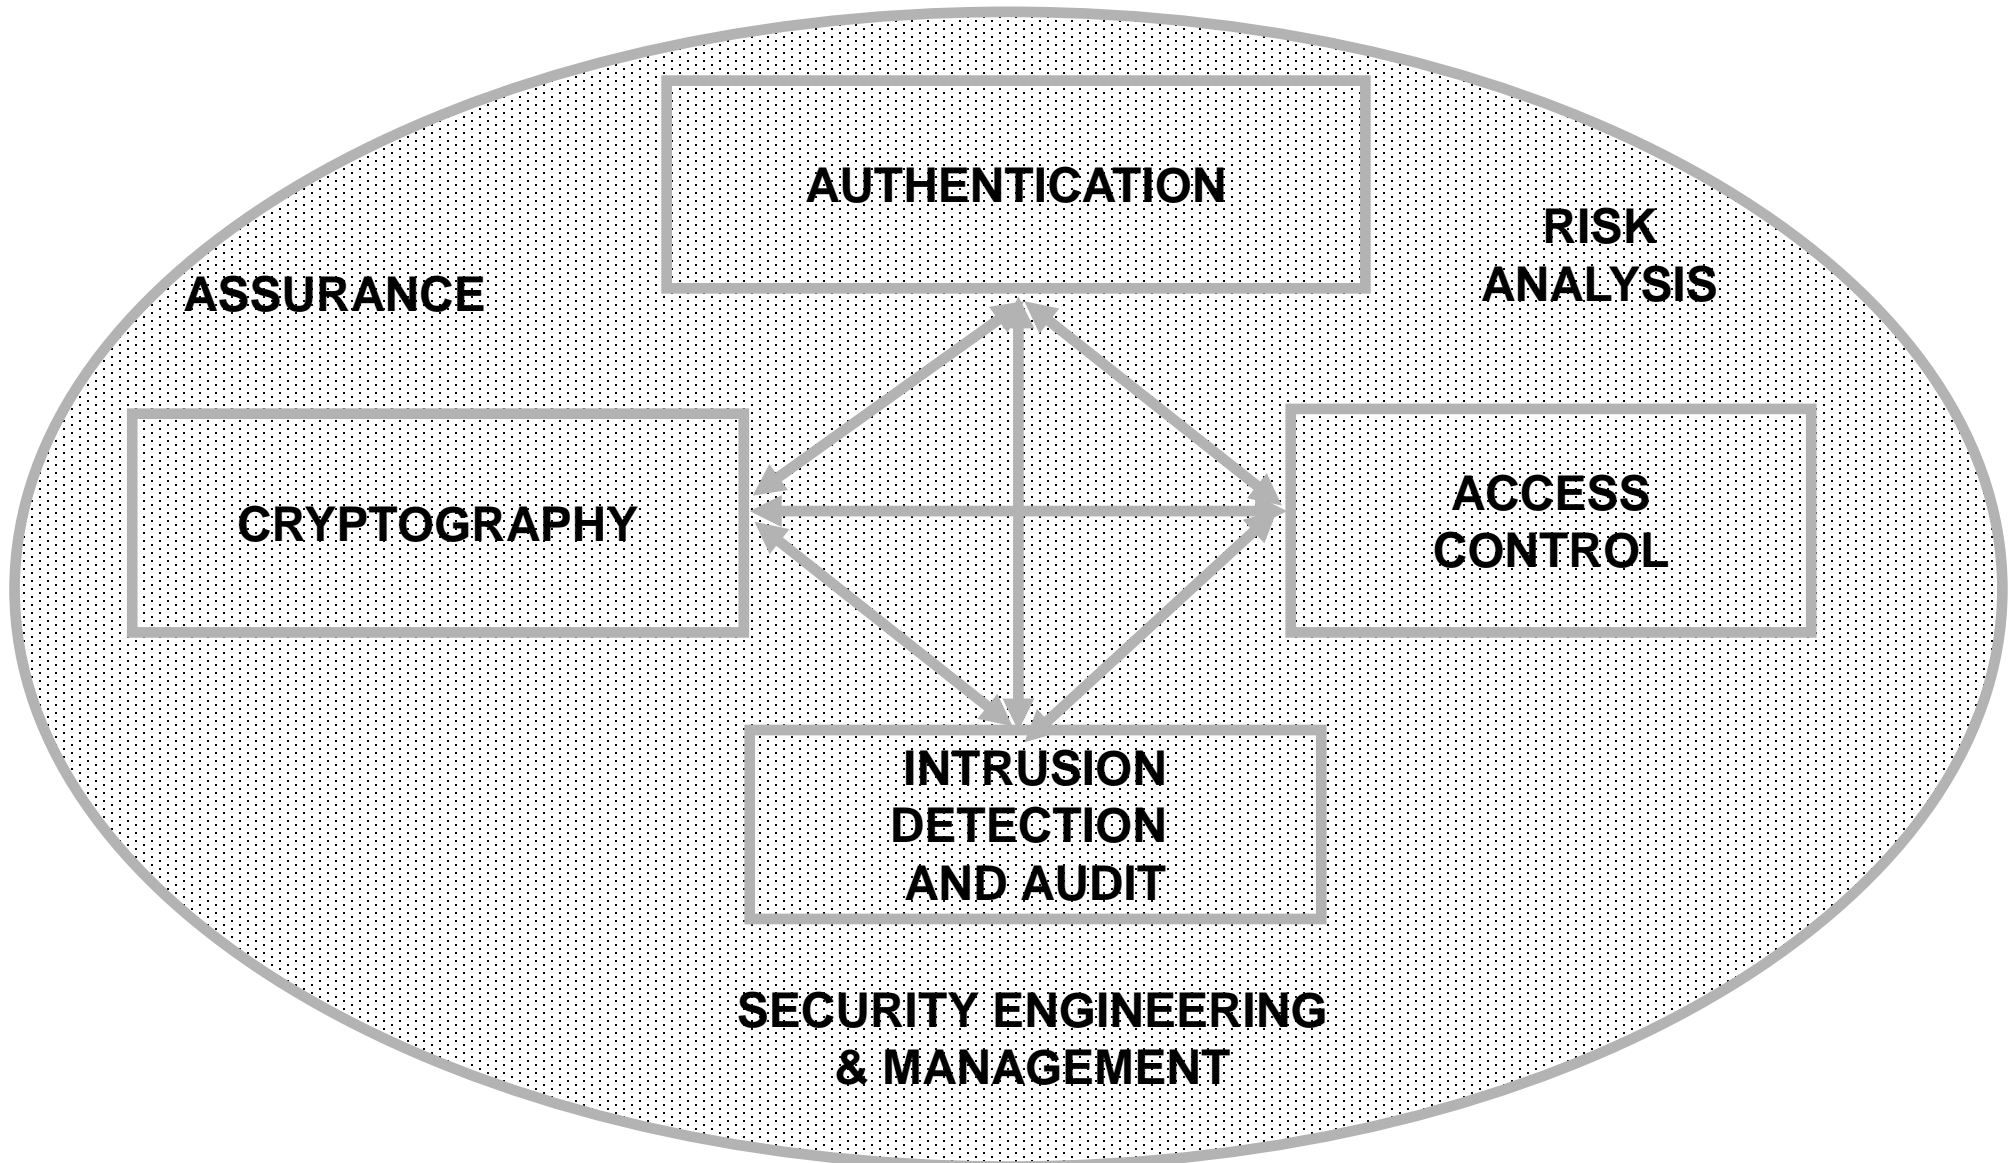 AUTHENTICATION
RISK
ANALYSIS
ASSURANCE
CRYPTOGRAPHY
ACCESS
CONTROL
INTRUSION
DETECTION
AND AUDIT
SECURITY ENGINEERING
& MANAGEMENT